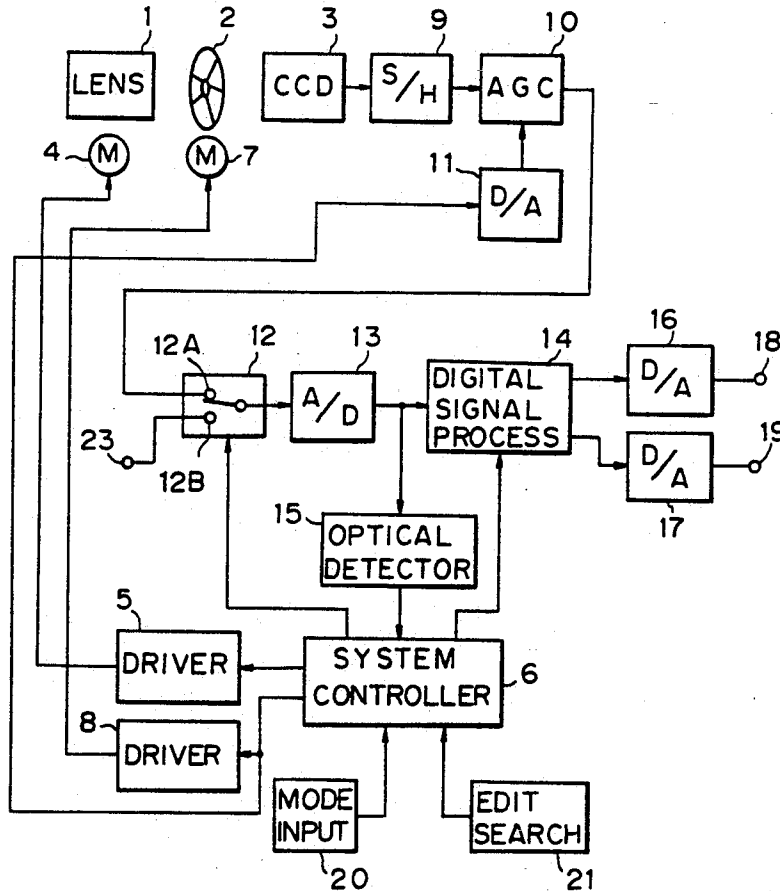 1
2
3
9
10
LENS
CCD
S/H
AGC
4
M
M
7
11
D/A
12A
12
13
14
16
18
A/D
DIGITAL
SIGNAL
PROCESS
D/A
23
12B
19
D/A
17
15
OPTICAL
DETECTOR
5
DRIVER
SYSTEM
CONTROLLER
6
8
DRIVER
MODE
INPUT
EDIT
SEARCH
20
21